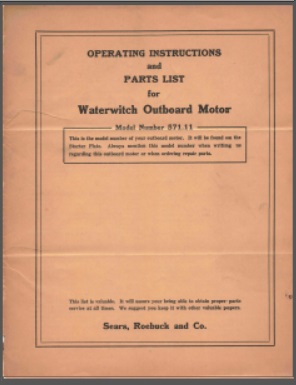 OPERATING INSTRUCTIONS
and
PARTS LIST
for
Waterwitch Outboard Motor
Model Number 571.11
This is the model number of your outboard motor. It will be found on the
Starter Plate. Always mention this model number when writing us
regarding this outboard motor or when ordering repair parts.
This list is valuable. It will assure your being able to obtain proper parts
service at all times. We suggest you keep it with other valuable papers.
Sears, Roebuck and Co.